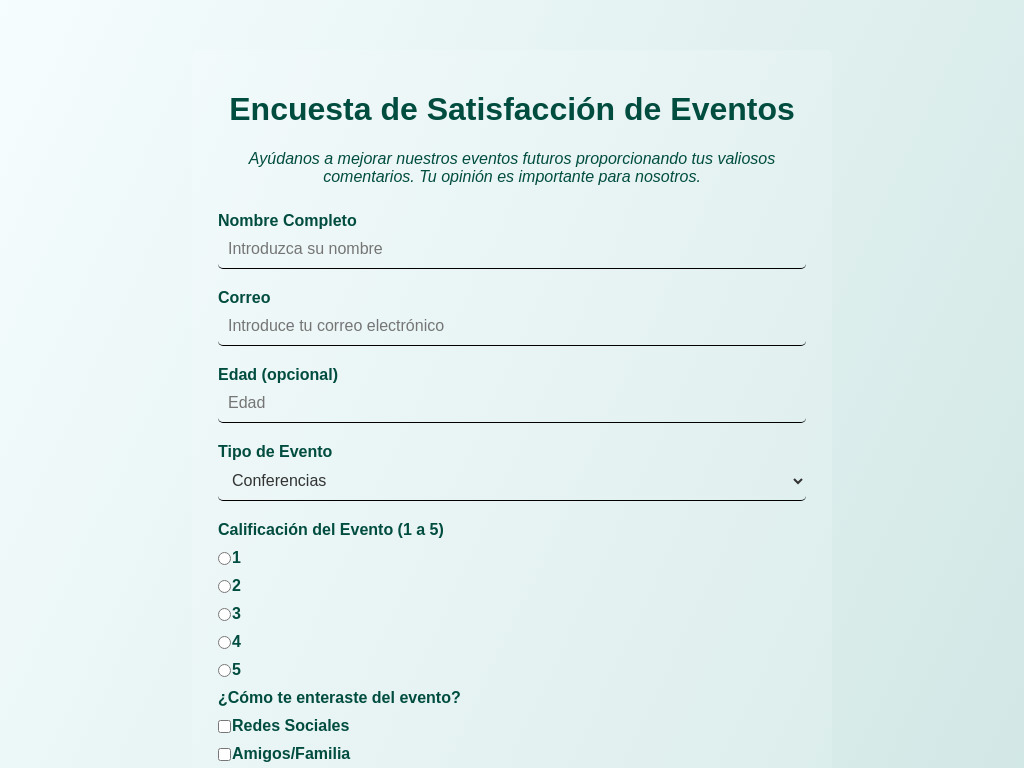 Encuesta de Satisfacción de Eventos
Ayúdanos a mejorar nuestros eventos futuros proporcionando tus valiosos
comentarios. Tu opinión es importante para nosotros.
Nombre Completo
Introduzca su nombre
Correo
Introduce tu correo electrónico
Edad (opcional)
Edad
Tipo de Evento
Conferencias
Calificación del Evento (1 a 5)
1
2
3
4
5
¿Cómo te enteraste del evento?
Redes Sociales
Amigos/Familia